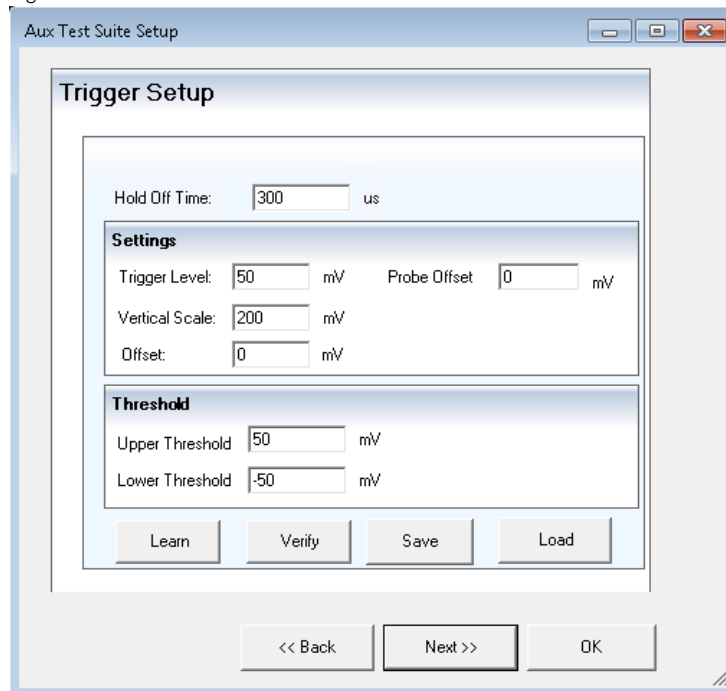 Aux Test Suite Setup
Trigger Setup
Hold Off Time: 300 us
Settings
Trigger Level: 50 mV Probe Offset 0 mV
Vertical Scale: 200 mV
Offset: 0 mV
Threshold
Upper Threshold 50 mV
Lower Threshold -50 mV
Learn Verify Save Load
<< Back Next >> OK